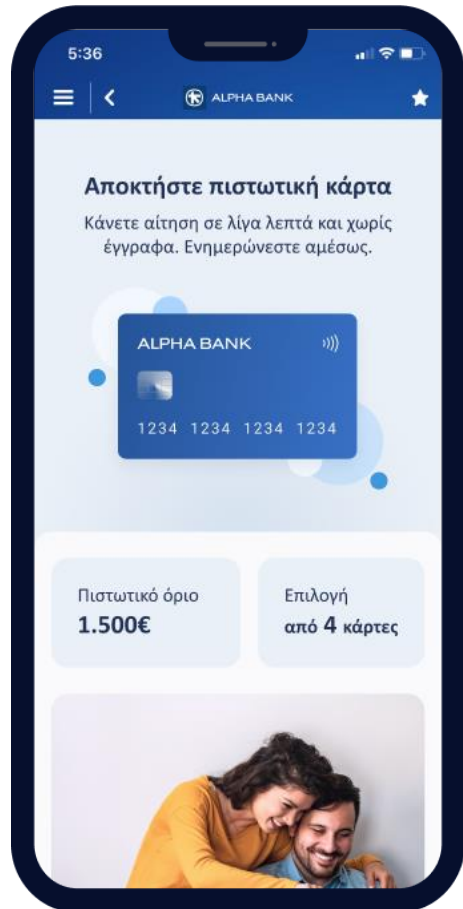 5:36
ALPHA BANK
Αποκτήστε πιστωτική κάρτα
Κάνετε αίτηση σε λίγα λεπτά και χωρίς
έγγραφα. Ενημερώνεστε αμέσως.
ALPHA BANK
1234 1234 1234 1234
Πιστωτικό όριο
1.500€
Επιλογή
από 4 κάρτες